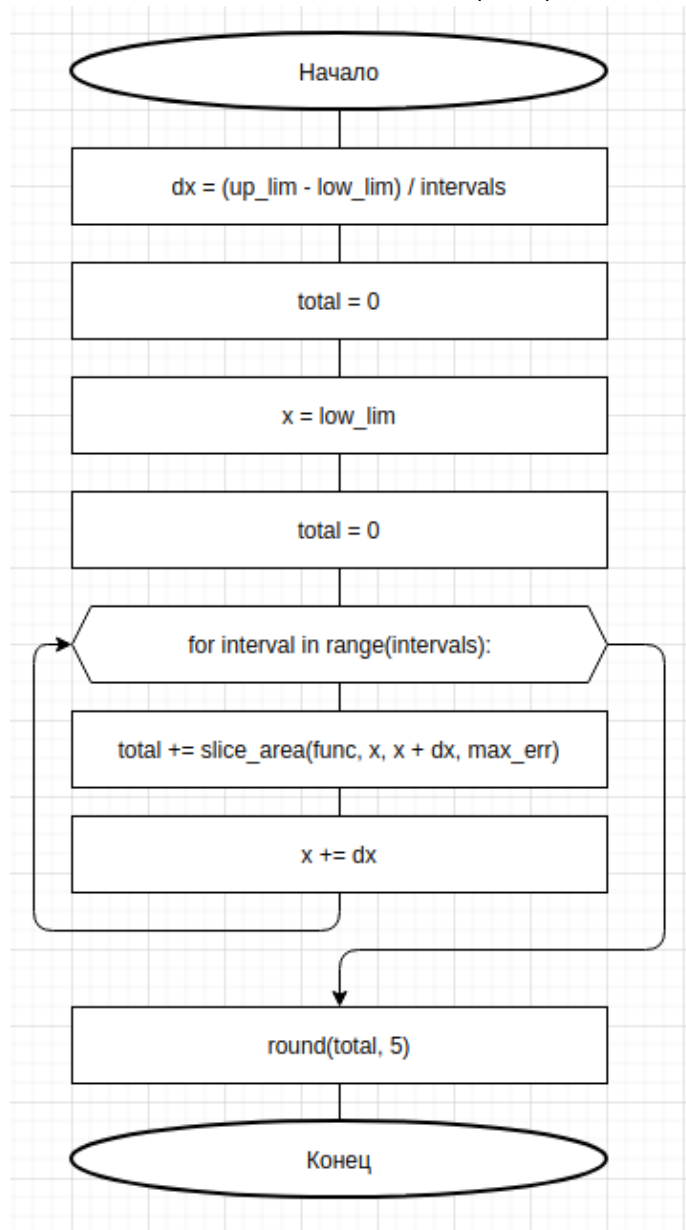 Начало
dx = (up_lim - low_lim) / intervals
total = 0
x = low_lim
total = 0
for interval in range(intervals):
total += slice_area(func, x, x + dx, max_err)
x += dx
round(total, 5)
Конец